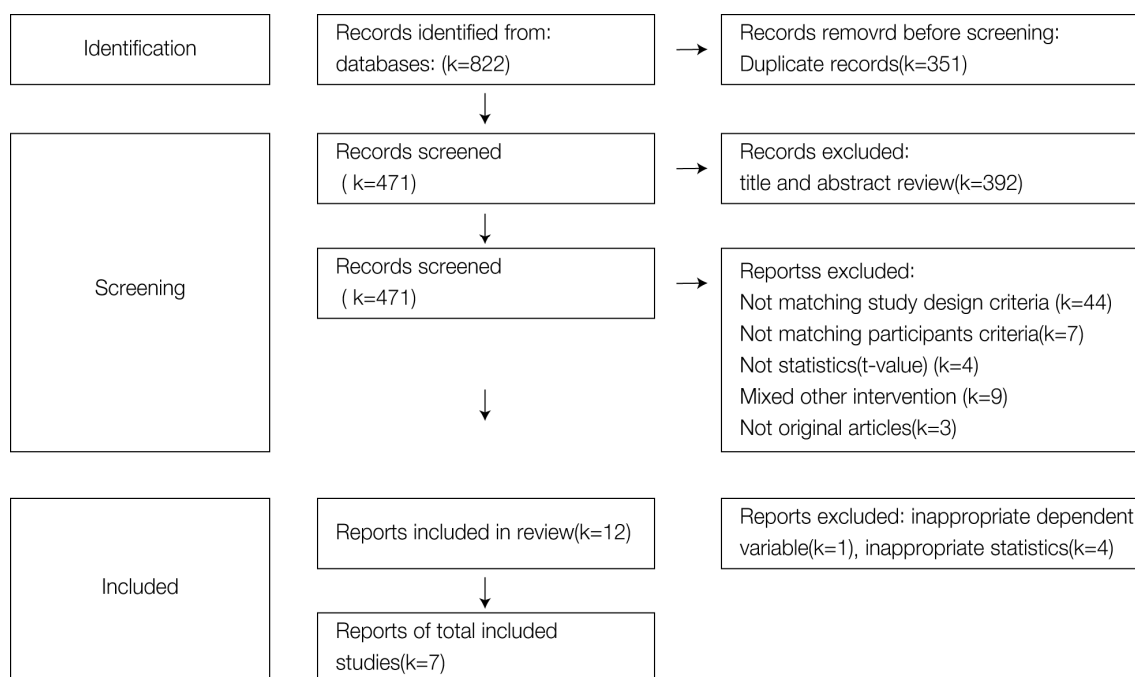 Identification
Records identified from:
databases: (k=822)
Records removrd before screening:
Duplicate records(k=351)
Screening
Records screened
( k=471)
Records excluded:
title and abstract review(k=392)
Records screened
( k=471)
Reportss excluded:
Not matching study design criteria (k=44)
Not matching participants criteria(k=7)
Not statistics(t-value) (k=4)
Mixed other intervention (k=9)
Not original articles(k=3)
Included
Reports included in review(k=12)
Reports excluded: inappropriate dependent
variable(k=1), inappropriate statistics(k=4)
Reports of total included
studies(k=7)